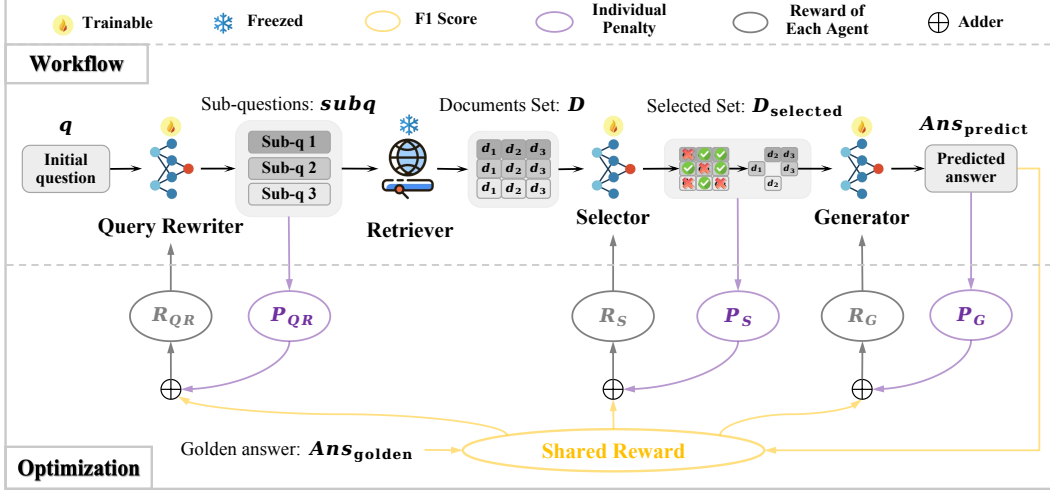 Trainable
Freezed
F1 Score
Individual
Penalty
Reward of
Each Agent
Adder
Workflow
q
Initial
question
Query Rewriter
Sub-questions: subq
Sub-q 1
Sub-q 2
Sub-q 3
Retriever
Documents Set: D
d1 d2 d3
d1 d2 d3
d1 d2 d3
Selector
Selected Set: Dselected
d2 d3
d1 d3
d2
Generator
Anspredict
Predicted
answer
RQR
PQR
RS
PS
RG
PG
Golden answer: Ansgolden
Shared Reward
Optimization